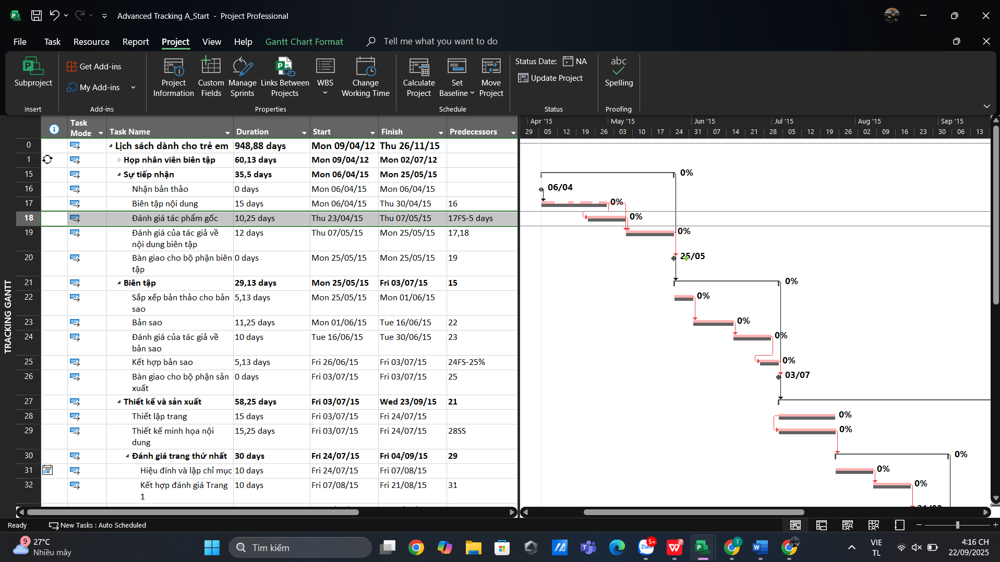 Advanced Tracking A_Start - Project Professional
File Task Resource Report Project View Help Gantt Chart Format Tell me what you want to do
Subproject
Insert
Get Add-ins
My Add-ins
Add-ins
Project Information
Custom Fields
Manage Sprints
Links Between Projects
WBS
Change Working Time
Properties
Calculate Project
Set Baseline
Move Project
Schedule
Status Date: NA
Update Project
Status
abc
Spelling
Proofing
Task Mode Task Name Duration Start Finish Predecessors
Apr '15 May '15 Jun '15 Jul '15 Aug '15 Sep '15
29 05 12 19 26 03 10 17 24 31 07 14 21 28 05 12 19 26 02 09 16 23 30 06 13
0 Lịch sách dành cho trẻ em 948,88 days Mon 09/04/12 Thu 26/11/15
1 Họp nhân viên biên tập 60,13 days Mon 09/04/12 Mon 02/07/12
15 Sự tiếp nhận 35,5 days Mon 06/04/15 Mon 25/05/15 0%
16 Nhận bản thảo 0 days Mon 06/04/15 Mon 06/04/15 06/04
17 Biên tập nội dung 15 days Mon 06/04/15 Thu 30/04/15 16 0%
18 Đánh giá tác phẩm gốc 10,25 days Thu 23/04/15 Thu 07/05/15 17FS-5 days 0%
19 Đánh giá của tác giả về nội dung biên tập 12 days Thu 07/05/15 Mon 25/05/15 17,18 0%
20 Bàn giao cho bộ phận biên tập 0 days Mon 25/05/15 Mon 25/05/15 19 25/05
21 Biên tập 29,13 days Mon 25/05/15 Fri 03/07/15 15 0%
22 Sắp xếp bản thảo cho bản sao 5,13 days Mon 25/05/15 Mon 01/06/15 0%
23 Bản sao 11,25 days Mon 01/06/15 Tue 16/06/15 22 0%
24 Đánh giá của tác giả về bản sao 10 days Tue 16/06/15 Tue 30/06/15 23 0%
25 Kết hợp bản sao 5,13 days Fri 26/06/15 Fri 03/07/15 24FS-25% 0%
26 Bàn giao cho bộ phận sản xuất 0 days Fri 03/07/15 Fri 03/07/15 25 03/07
27 Thiết kế và sản xuất 58,25 days Fri 03/07/15 Wed 23/09/15 21
28 Thiết lập trang 15 days Fri 03/07/15 Fri 24/07/15 0%
29 Thiết kế minh họa nội dung 15,25 days Fri 03/07/15 Fri 24/07/15 28SS 0%
30 Đánh giá trang thứ nhất 30 days Fri 24/07/15 Fri 04/09/15 29 0%
31 Hiệu đính và lập chỉ mục 10 days Fri 24/07/15 Fri 07/08/15 0%
32 Kết hợp đánh giá Trang 1 10 days Fri 07/08/15 Fri 21/08/15 31 0%
TRACKING GANTT
Ready New Tasks : Auto Scheduled
9 27°C
Nhiều mây
Tìm kiếm
Zalo 5+
VIE
TL
4:16 CH
22/09/2025